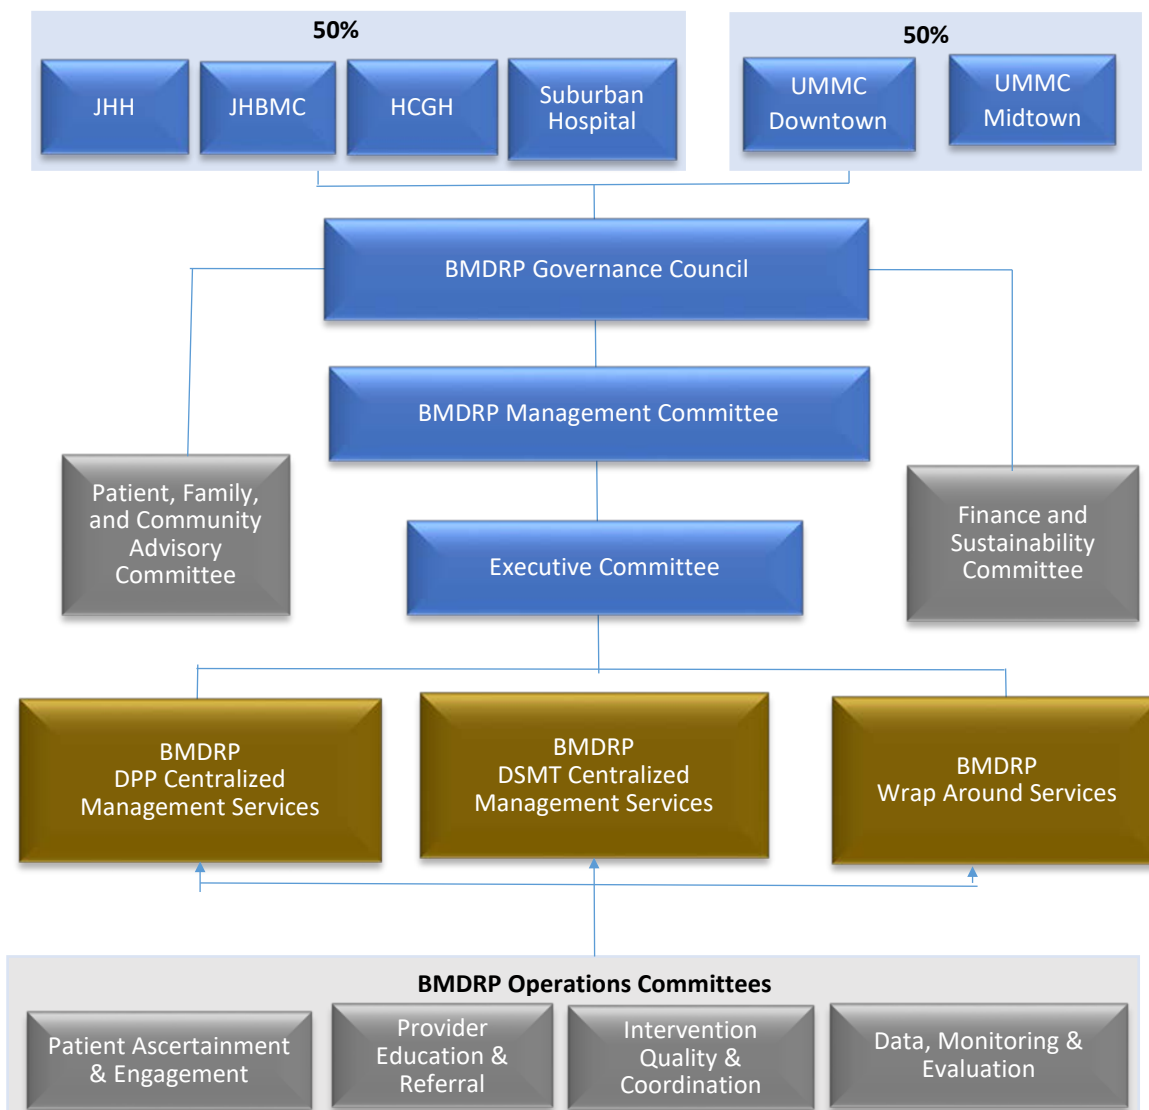 50%
JHH
JHBMC
HCGH
Suburban
Hospital
50%
UMMC
Downtown
UMMC
Midtown
BMDRP Governance Council
BMDRP Management Committee
Patient, Family,
and Community
Advisory
Committee
Executive Committee
Finance and
Sustainability
Committee
BMDRP
DPP Centralized
Management Services
BMDRP
DSMT Centralized
Management Services
BMDRP
Wrap Around Services
BMDRP Operations Committees
Patient Ascertainment
& Engagement
Provider
Education &
Referral
Intervention
Quality &
Coordination
Data, Monitoring &
Evaluation